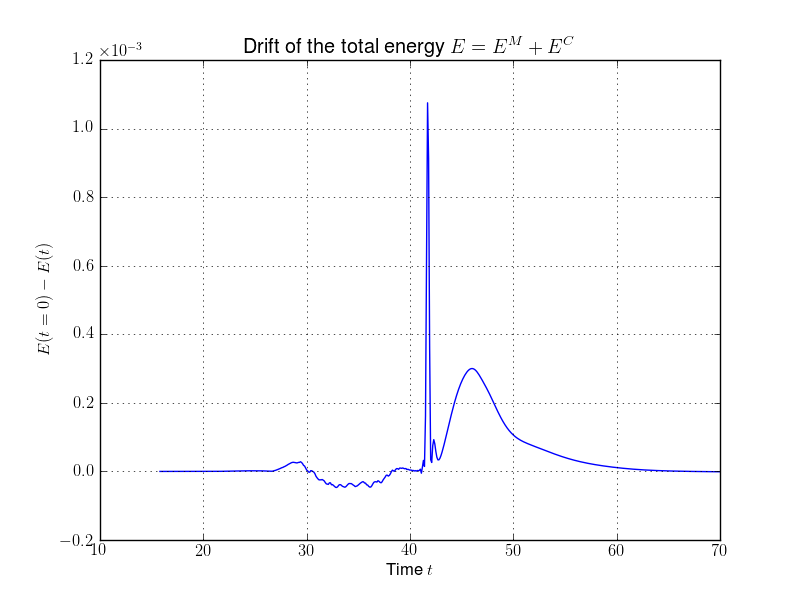 Drift of the total energy E = E^M + E^C
×10⁻³
1.2
1.0
0.8
0.6
0.4
0.2
0.0
−0.2
E(t = 0) − E(t)
10 20 30 40 50 60 70
Time t